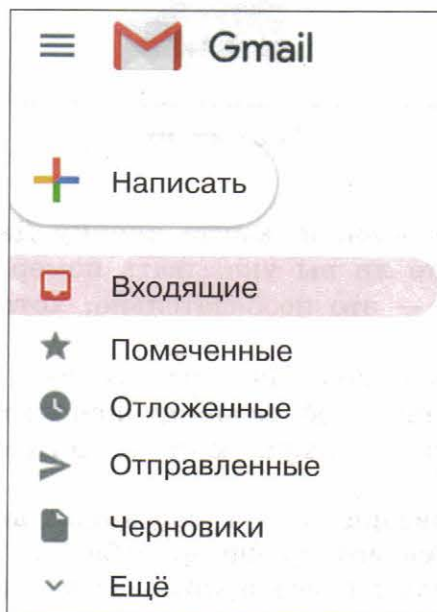 Gmail
Написать
Входящие
Помеченные
Отложенные
Отправленные
Черновики
Ещё